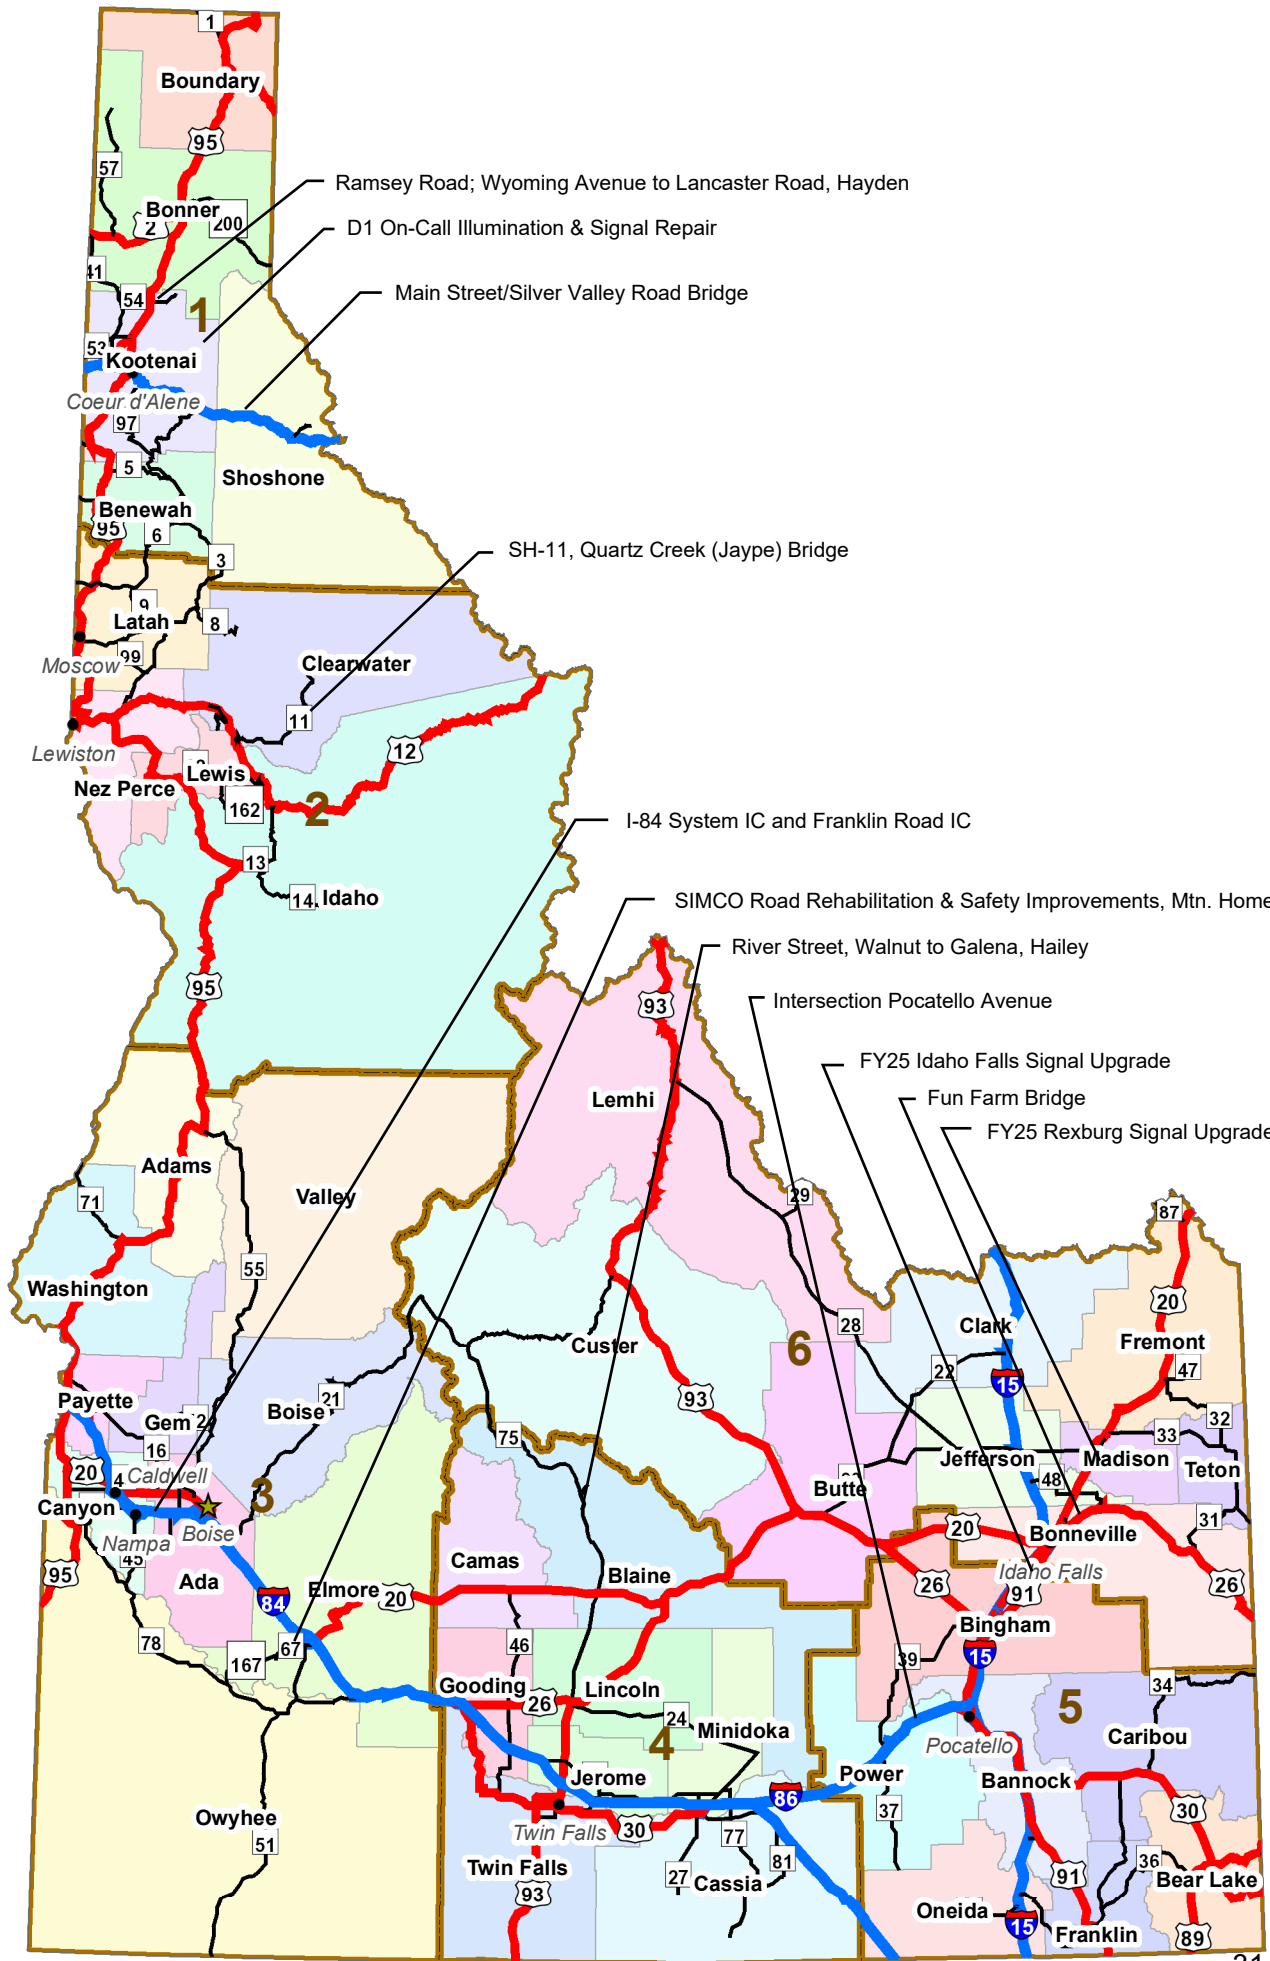 1
Boundary
95
57
Ramsey Road; Wyoming Avenue to Lancaster Road, Hayden
Bonner
2
200
D1 On-Call Illumination & Signal Repair
41
54
1
Main Street/Silver Valley Road Bridge
53
Kootenai
Coeur d'Alene
97
5
Shoshone
Benewah
95
6
3
SH-11, Quartz Creek (Jaype) Bridge
9
Latah
8
Moscow
99
Clearwater
11
12
Lewiston
Lewis
Nez Perce
162
2
I-84 System IC and Franklin Road IC
13
14
Idaho
SIMCO Road Rehabilitation & Safety Improvements, Mtn. Home
River Street, Walnut to Galena, Hailey
95
93
Intersection Pocatello Avenue
FY25 Idaho Falls Signal Upgrade
Lemhi
Fun Farm Bridge
FY25 Rexburg Signal Upgrade
Adams
Valley
71
29
87
55
Washington
20
28
Clark
Custer
6
Fremont
22
47
15
Payette
Gem
Boise
21
93
32
16
75
33
Jefferson
Madison
Teton
20
4
Caldwell
48
Butte
Canyon
3
31
Nampa
Boise
20
Bonneville
45
Camas
Blaine
Idaho Falls
95
Ada
Elmore
20
26
91
26
84
Bingham
78
67
46
39
15
167
Gooding
26
Lincoln
34
24
Minidoka
5
4
Pocatello
Caribou
Jerome
Power
Bannock
86
Owyhee
51
Twin Falls
30
37
30
77
Twin Falls
27
Cassia
81
91
36
Bear Lake
93
Oneida
15
Franklin
89